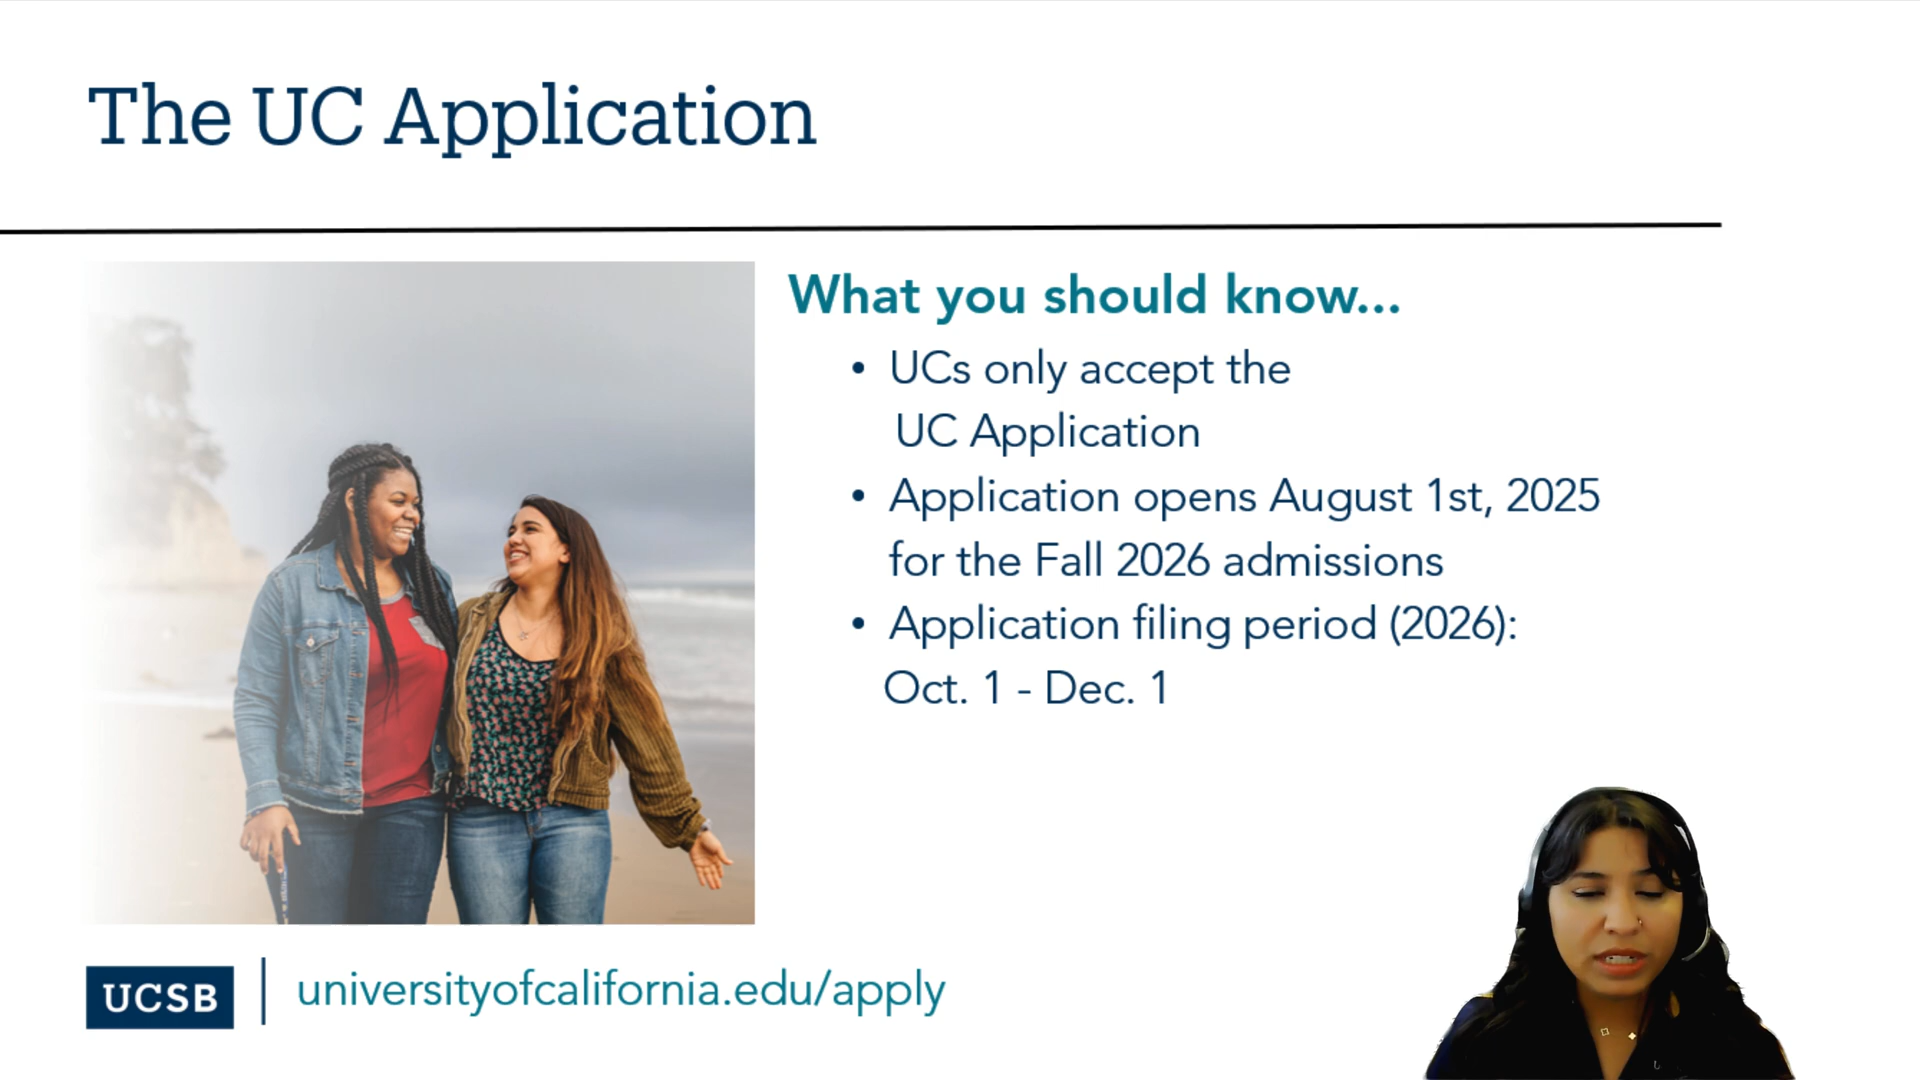 The UC Application
What you should know...
• UCs only accept the
UC Application
• Application opens August 1st, 2025
for the Fall 2026 admissions
• Application filing period (2026):
Oct. 1 - Dec. 1
UCSB
universityofcalifornia.edu/apply